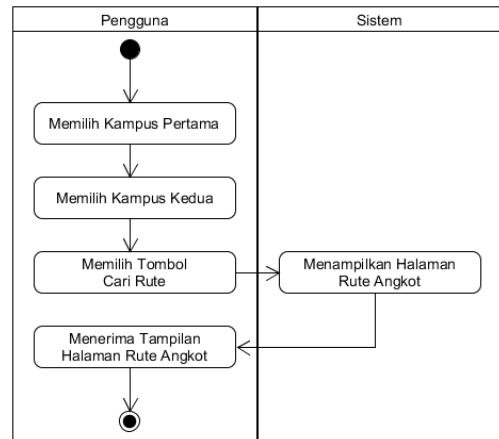 Pengguna
Sistem
Memilih Kampus Pertama
Memilih Kampus Kedua
Memilih Tombol
Cari Rute
Menampilkan Halaman
Rute Angkot
Menerima Tampilan
Halaman Rute Angkot